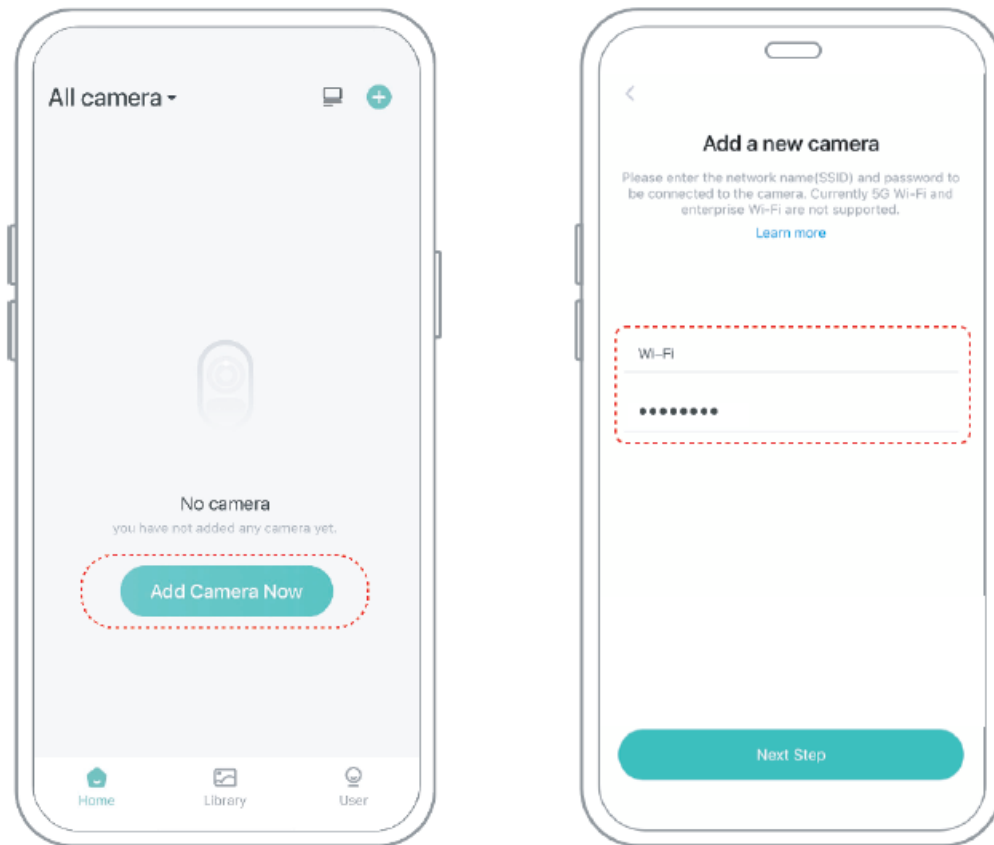 All camera
No camera
you have not added any camera yet.
Add Camera Now
Home
Library
User
Add a new camera
Please enter the network name(SSID) and password to
be connected to the camera. Currently 5G Wi-Fi and
enterprise Wi-Fi are not supported.
Learn more
Wi-Fi
••••••••
Next Step